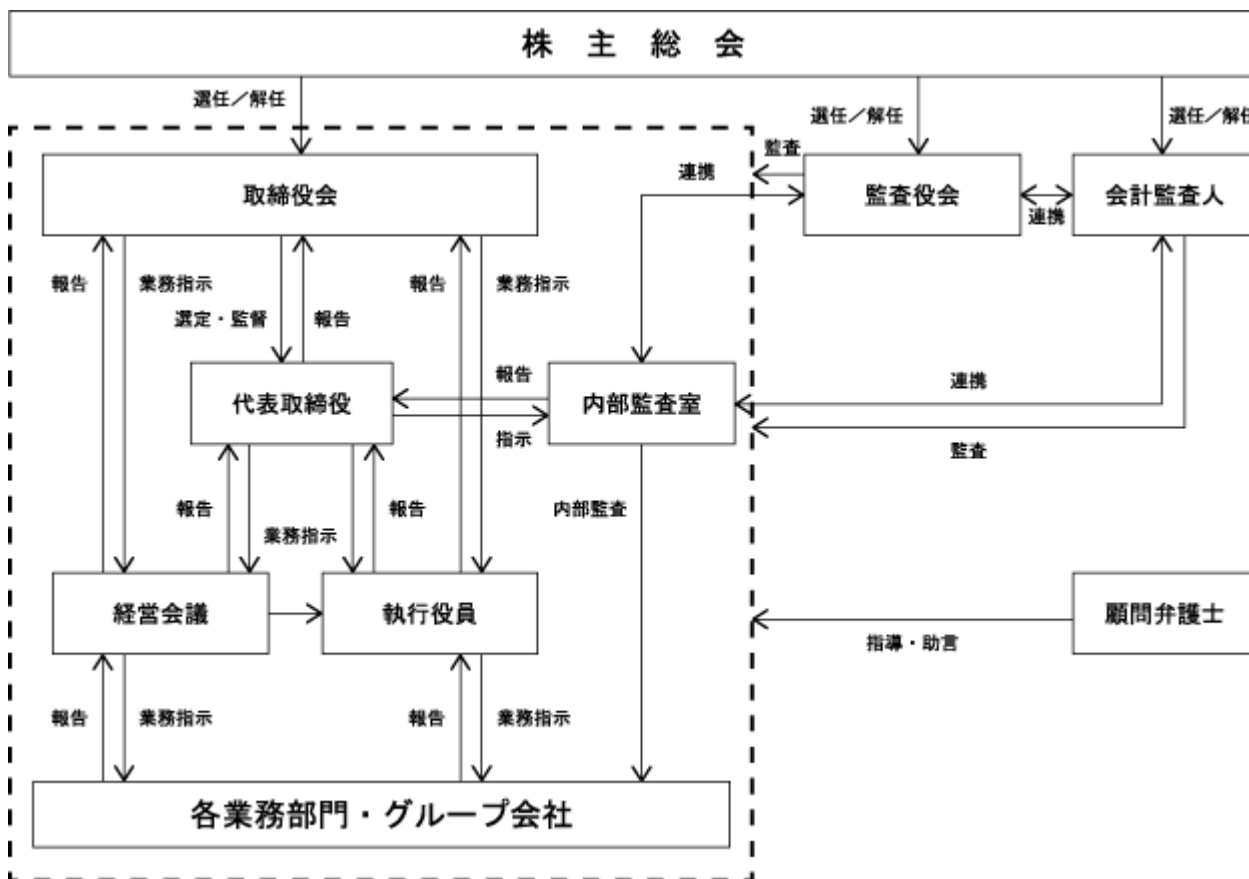 株 主 総 会
選任／解任
選任／解任
選任／解任
監査
連携
取締役会
監査役会
会計監査人
連携
報告
業務指示
報告
業務指示
選定・監督
報告
代表取締役
報告
内部監査室
連携
指示
監査
報告
報告
内部監査
業務指示
経営会議
執行役員
顧問弁護士
指導・助言
報告
業務指示
報告
業務指示
各業務部門・グループ会社